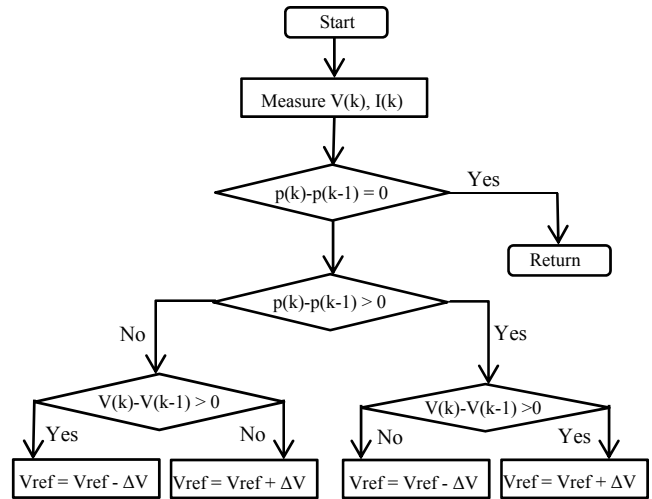 Start
Measure V(k), I(k)
p(k)-p(k-1) = 0
Yes
Return
p(k)-p(k-1) > 0
No
Yes
V(k)-V(k-1) > 0
V(k)-V(k-1) >0
Yes
No
No
Yes
Vref = Vref - ΔV
Vref = Vref + ΔV
Vref = Vref - ΔV
Vref = Vref + ΔV